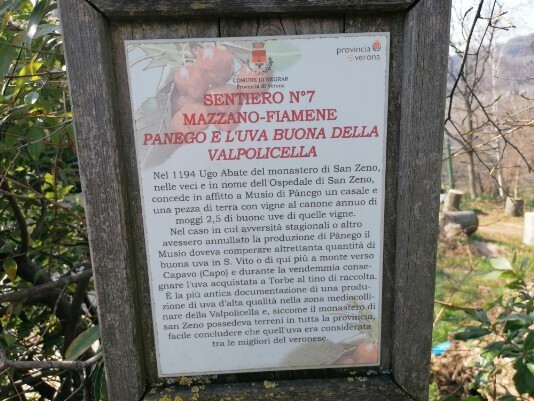 provincia
di verona
COMUNE DI NEGRAR
Provincia di Verona
SENTIERO N°7
MAZZANO-FIAMENE
PANEGO E L'UVA BUONA DELLA
VALPOLICELLA
Nel 1194 Ugo Abate del monastero di San Zeno,
nelle veci e in nome dell'Ospedale di San Zeno,
concede in affitto a Musio di Pànego un casale e
una pezza di terra con vigne al canone annuo di
moggi 2,5 di buone uve di quelle vigne.
Nel caso in cui avversità stagionali o altro
avessero annullato la produzione di Pànego il
Musio doveva comperare altrettanta quantità di
buona uva in S. Vito o di qui più a monte verso
Capavo (Capo) e durante la vendemmia conse-
gnare l'uva acquistata a Torbe al tino di raccolta.
È la più antica documentazione di una produ-
zione di uva d'alta qualità nella zona mediocolli-
nare della Valpolicella e, siccome il monastero di
san Zeno possedeva terreni in tutta la provincia,
facile concludere che quell'uva era considerata
tra le migliori del veronese